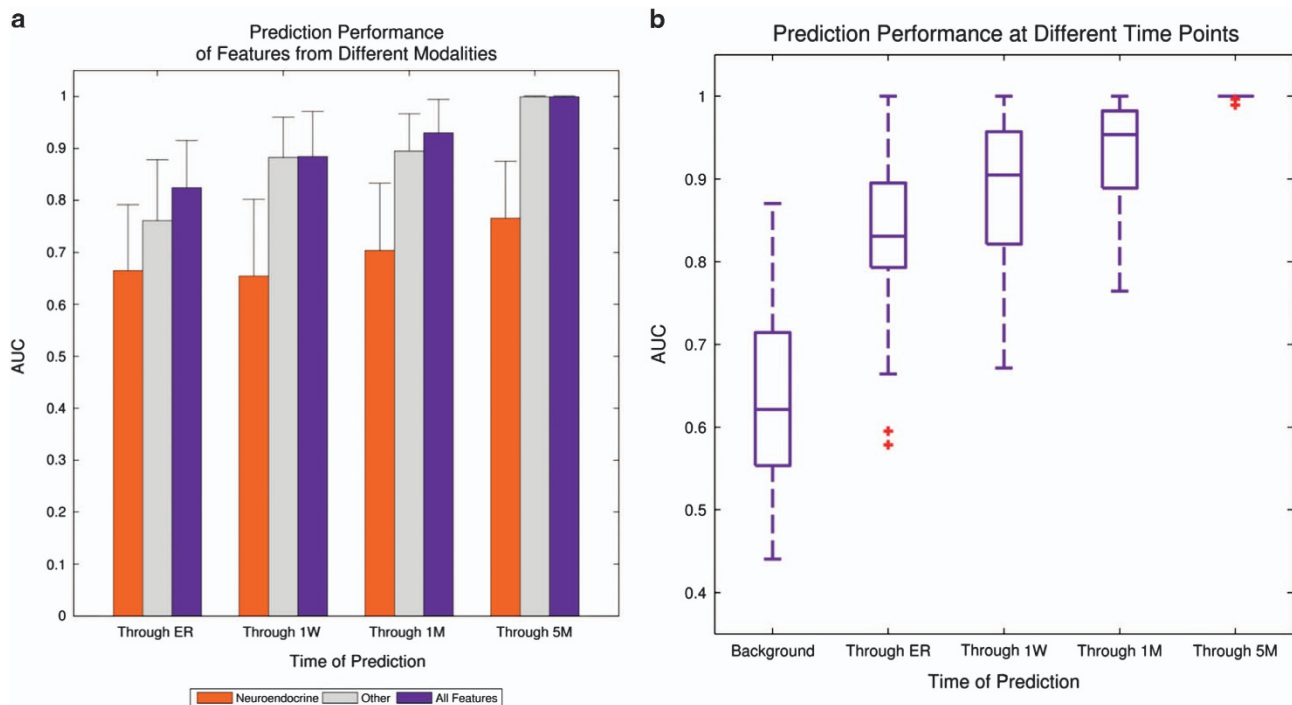 a
Prediction Performance
of Features from Different Modalities
1
0.9
0.8
0.7
0.6
0.5
0.4
0.3
0.2
0.1
0
AUC
Through ER Through 1W Through 1M Through 5M
Time of Prediction
Neuroendocrine Other All Features
b
Prediction Performance at Different Time Points
1
0.9
0.8
0.7
0.6
0.5
0.4
AUC
Background Through ER Through 1W Through 1M Through 5M
Time of Prediction